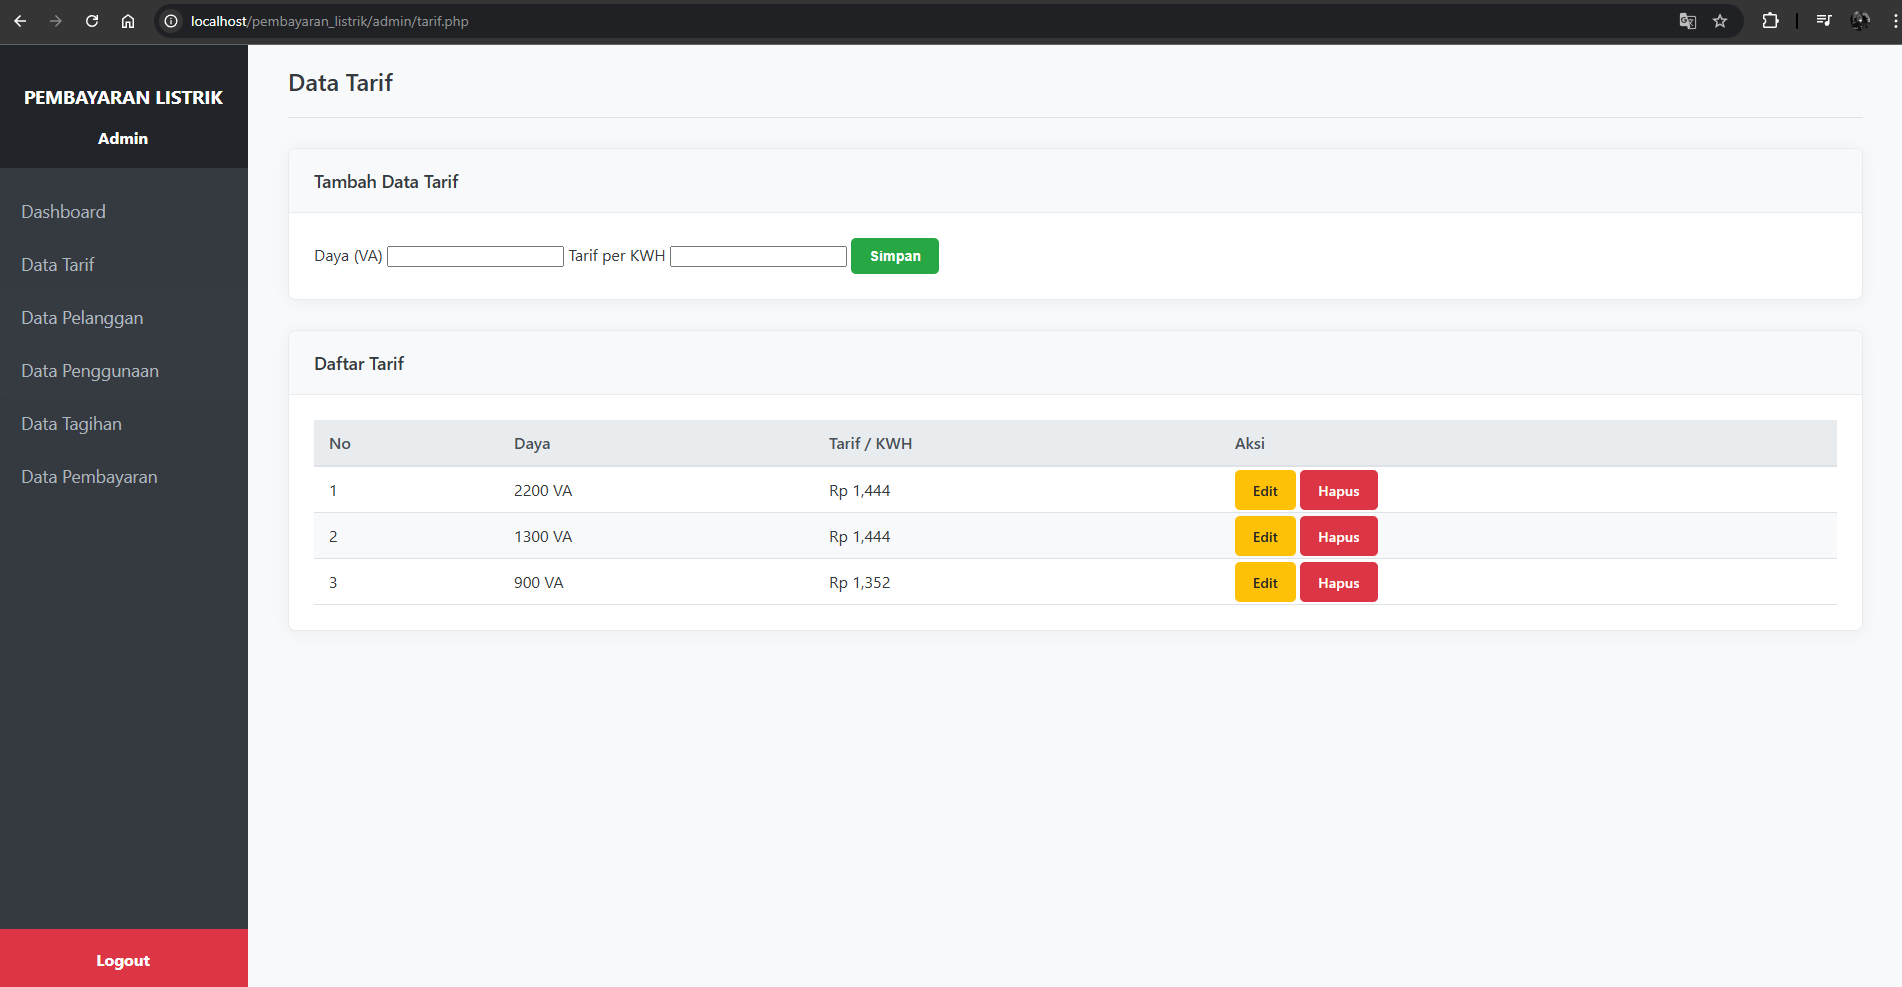 localhost/pembayaran_listrik/admin/tarif.php
PEMBAYARAN LISTRIK
Admin
Dashboard
Data Tarif
Data Pelanggan
Data Penggunaan
Data Tagihan
Data Pembayaran
Logout
Data Tarif
Tambah Data Tarif
Daya (VA) Tarif per KWH Simpan
Daftar Tarif
No Daya Tarif / KWH Aksi
1 2200 VA Rp 1,444 Edit Hapus
2 1300 VA Rp 1,444 Edit Hapus
3 900 VA Rp 1,352 Edit Hapus